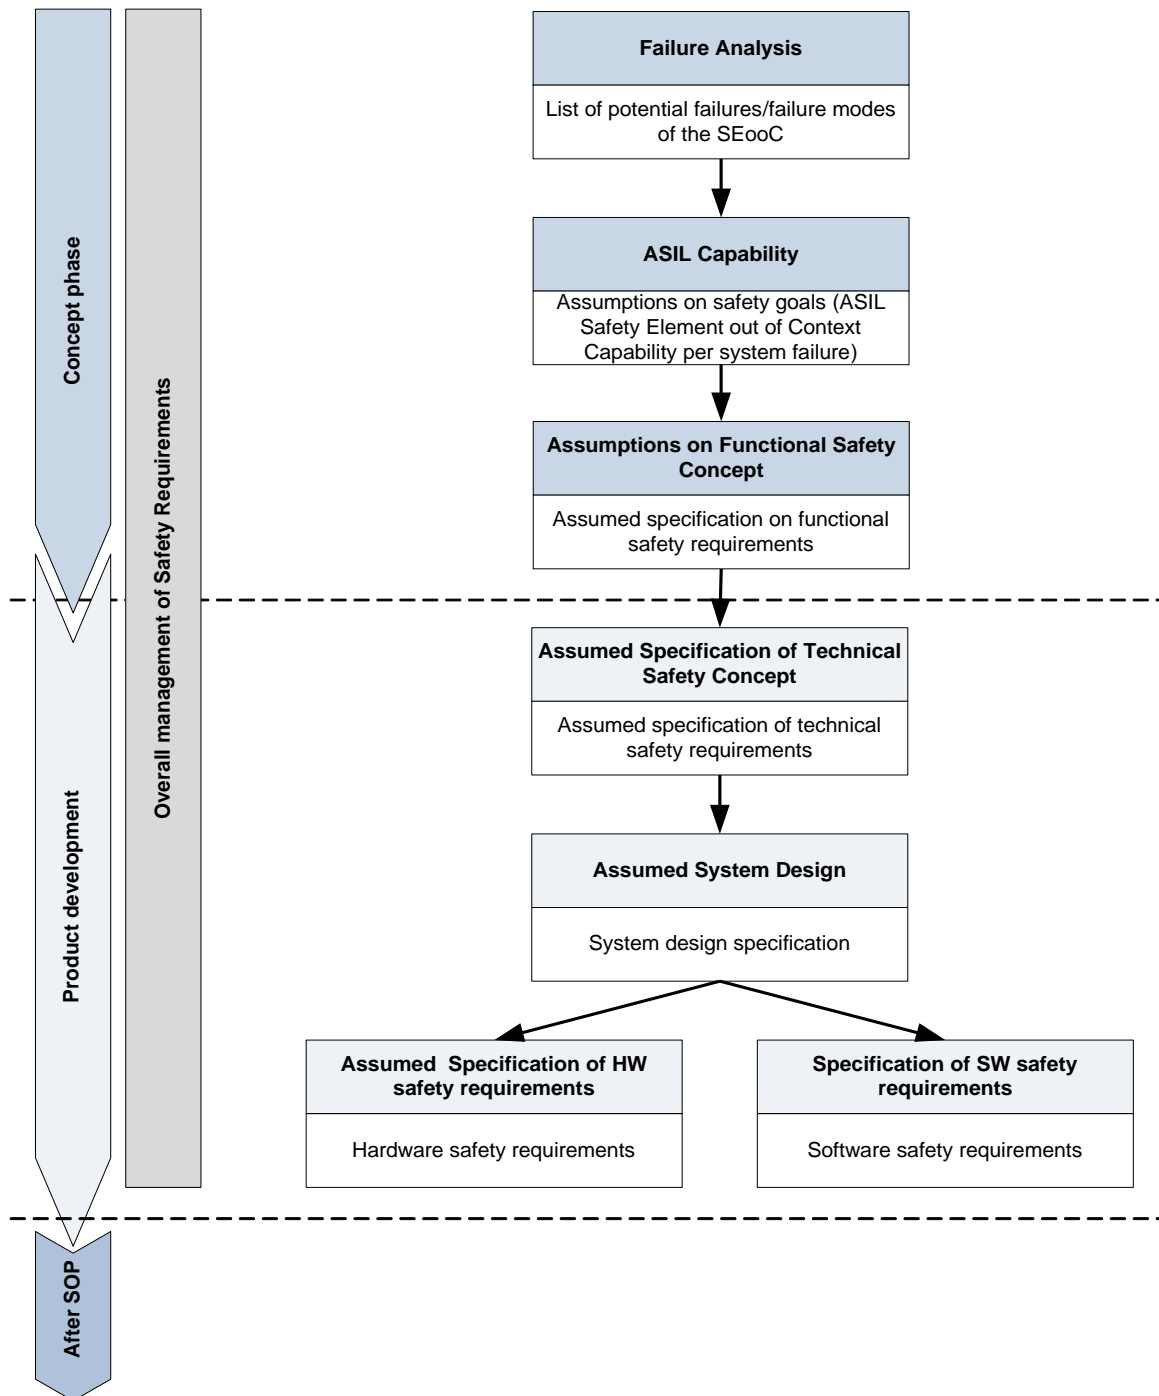 Failure Analysis
List of potential failures/failure modes
of the SEooC
ASIL Capability
Assumptions on safety goals (ASIL
Safety Element out of Context
Capability per system failure)
Assumptions on Functional Safety
Concept
Assumed specification on functional
safety requirements
Concept phase
Overall management of Safety Requirements
Assumed Specification of Technical
Safety Concept
Assumed specification of technical
safety requirements
Product development
Assumed System Design
System design specification
Assumed  Specification of HW
safety requirements
Hardware safety requirements
Specification of SW safety
requirements
Software safety requirements
After SOP